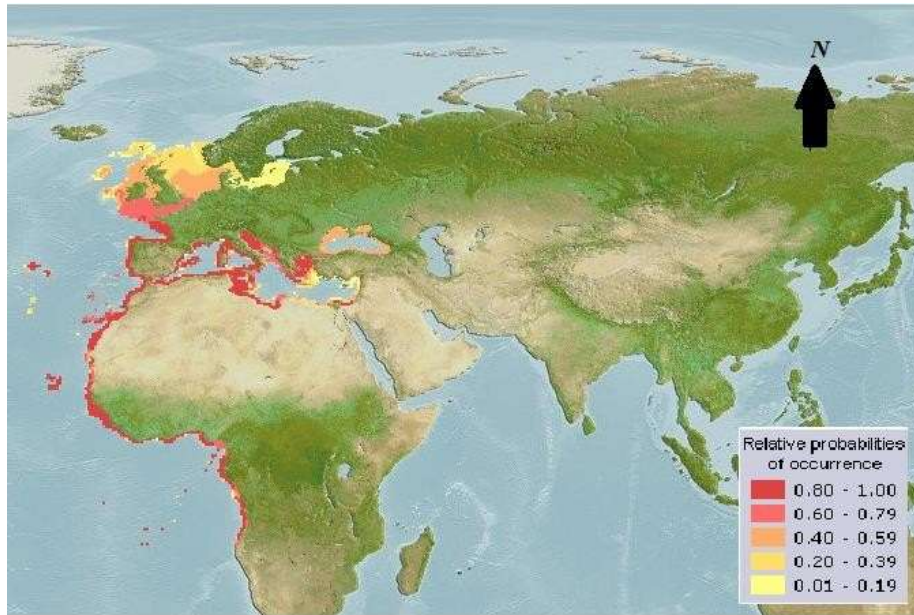 N
Relative probabilities
of occurrence
0.80 - 1.00
0.60 - 0.79
0.40 - 0.59
0.20 - 0.39
0.01 - 0.19